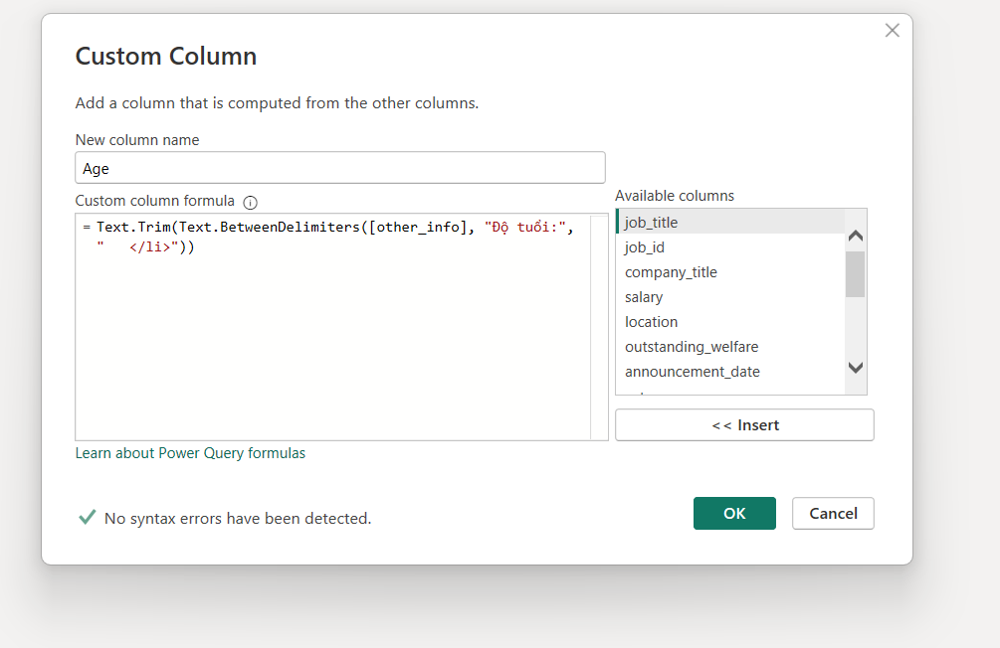 Custom Column
Add a column that is computed from the other columns.
New column name
Age
Custom column formula
Available columns
= Text.Trim(Text.BetweenDelimiters([other_info], "Độ tuổi:",
"   </li>"))
job_title
job_id
company_title
salary
location
outstanding_welfare
announcement_date
<< Insert
Learn about Power Query formulas
No syntax errors have been detected.
OK
Cancel